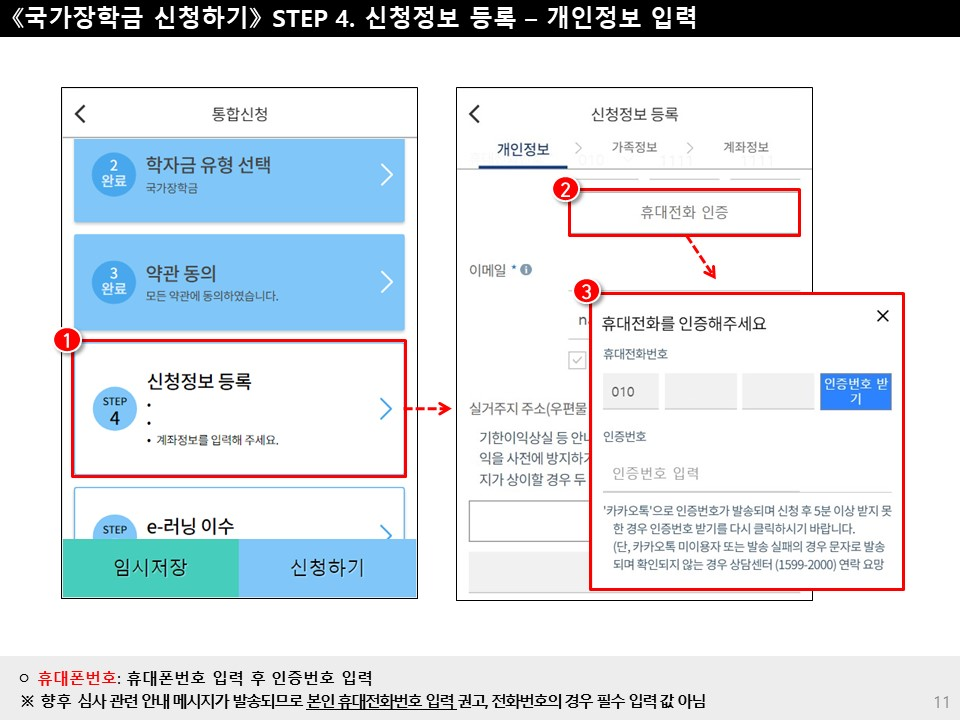 《국가장학금 신청하기》 STEP 4. 신청정보 등록 – 개인정보 입력
통합신청
2
완료
학자금 유형 선택
국가장학금
3
완료
약관 동의
모든 약관에 동의하였습니다.
1
STEP
4
신청정보 등록
•
•
• 계좌정보를 입력해 주세요.
STEP
e-러닝 이수
임시저장
신청하기
신청정보 등록
개인정보
가족정보
계좌정보
010
1111
1111
2
휴대전화 인증
이메일 *
na
실거주지 주소(우편물
기한이익상실 등 안내
익을 사전에 방지하기
지가 상이할 경우 두
3
휴대전화를 인증해주세요
휴대전화번호
010
인증번호 받
기
인증번호
인증번호 입력
'카카오톡'으로 인증번호가 발송되며 신청 후 5분 이상 받지 못
한 경우 인증번호 받기를 다시 클릭하시기 바랍니다.
(단, 카카오톡 미이용자 또는 발송 실패의 경우 문자로 발송
되며 확인되지 않는 경우 상담센터 (1599-2000) 연락 요망
○ 휴대폰번호: 휴대폰번호 입력 후 인증번호 입력
※ 향후 심사 관련 안내 메시지가 발송되므로 본인 휴대전화번호 입력 권고, 전화번호의 경우 필수 입력 값 아님
11